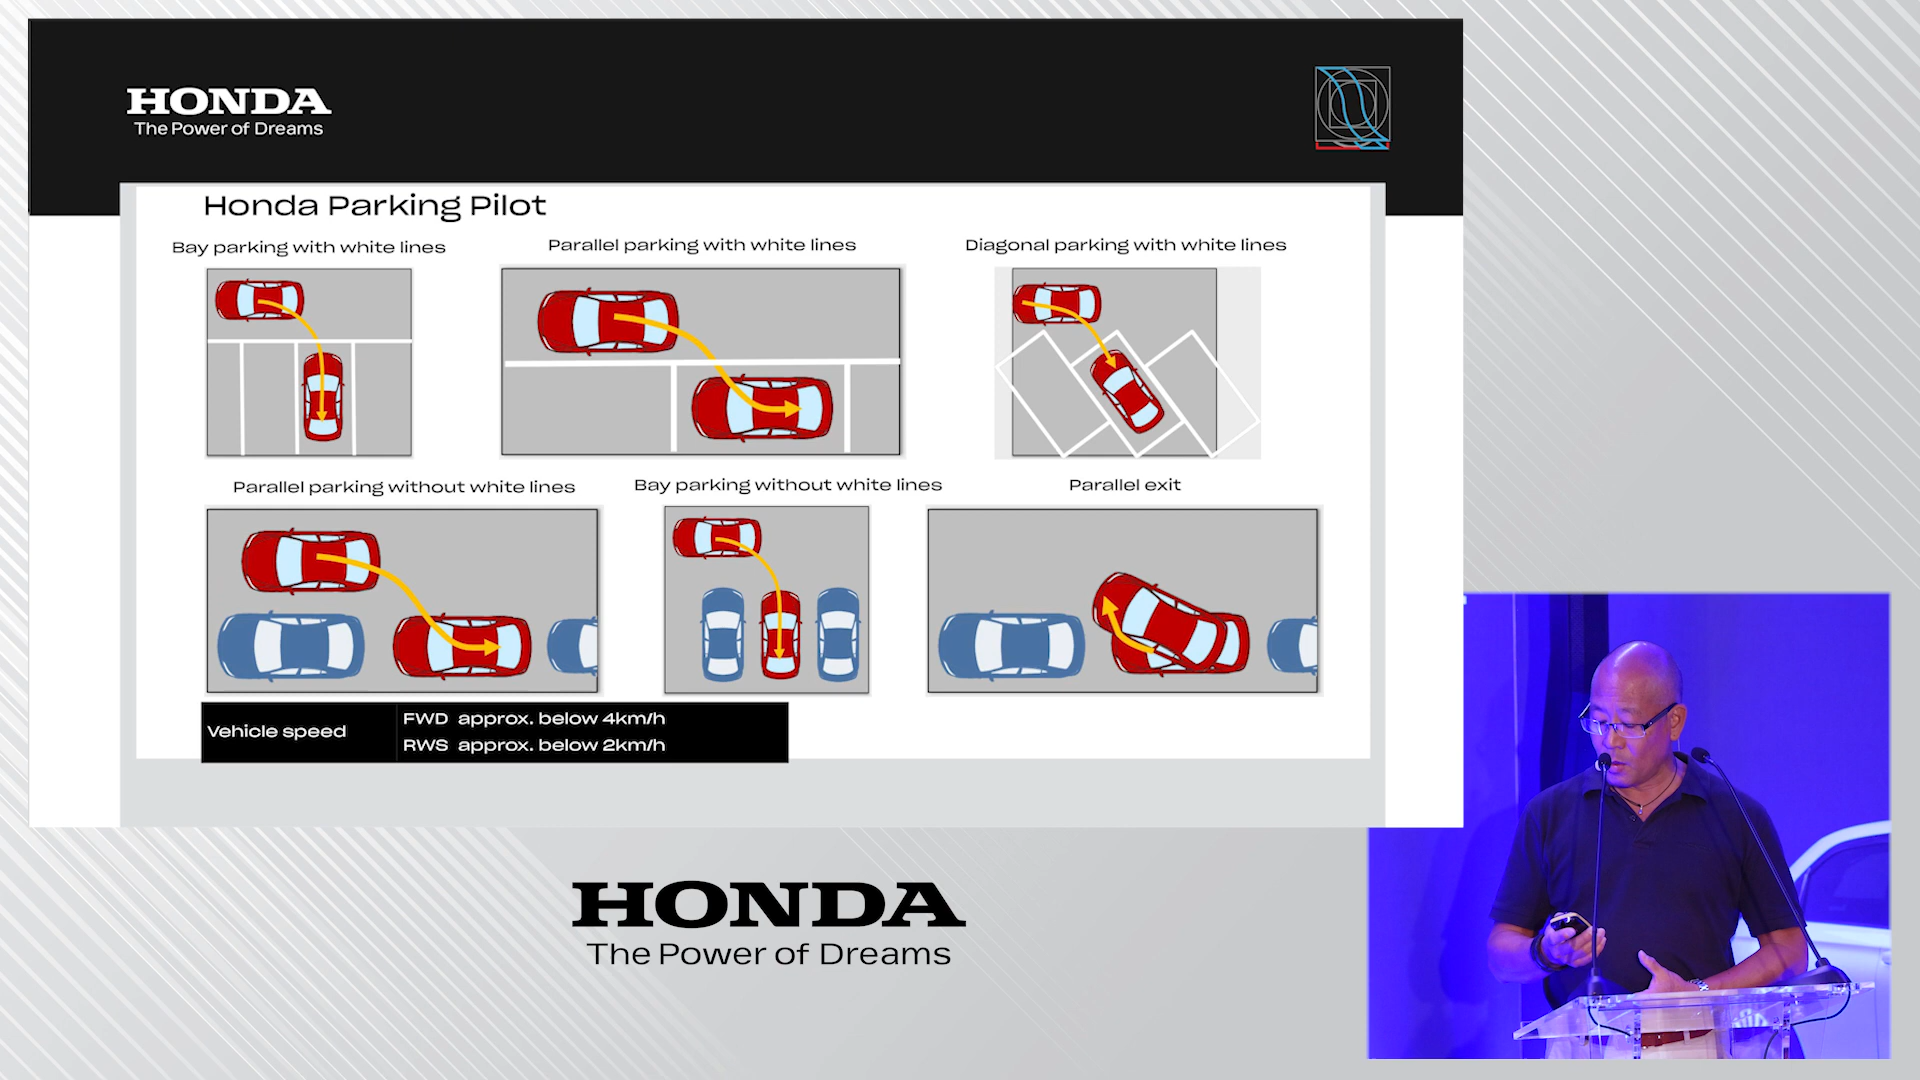 HONDA
The Power of Dreams
Honda Parking Pilot
Bay parking with white lines
Parallel parking with white lines
Diagonal parking with white lines
Parallel parking without white lines
Bay parking without white lines
Parallel exit
Vehicle speed
FWD approx. below 4km/h
RWS approx. below 2km/h
HONDA
The Power of Dreams